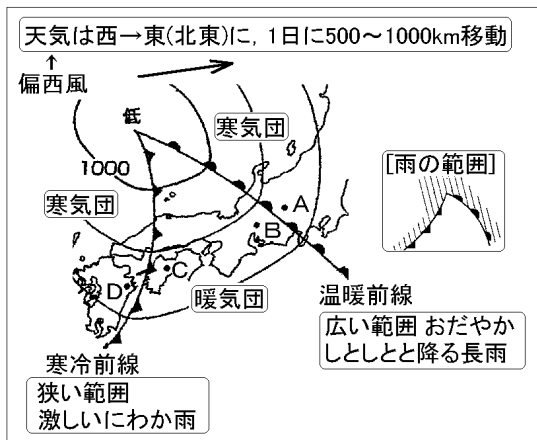 天気は西→東(北東)に, 1日に500～1000km移動
↑
偏西風
低
寒気団
1000
[雨の範囲]
寒気団
A
B
C
D
暖気団
温暖前線
広い範囲 おだやか
しとしとと降る長雨
寒冷前線
狭い範囲
激しいにわか雨